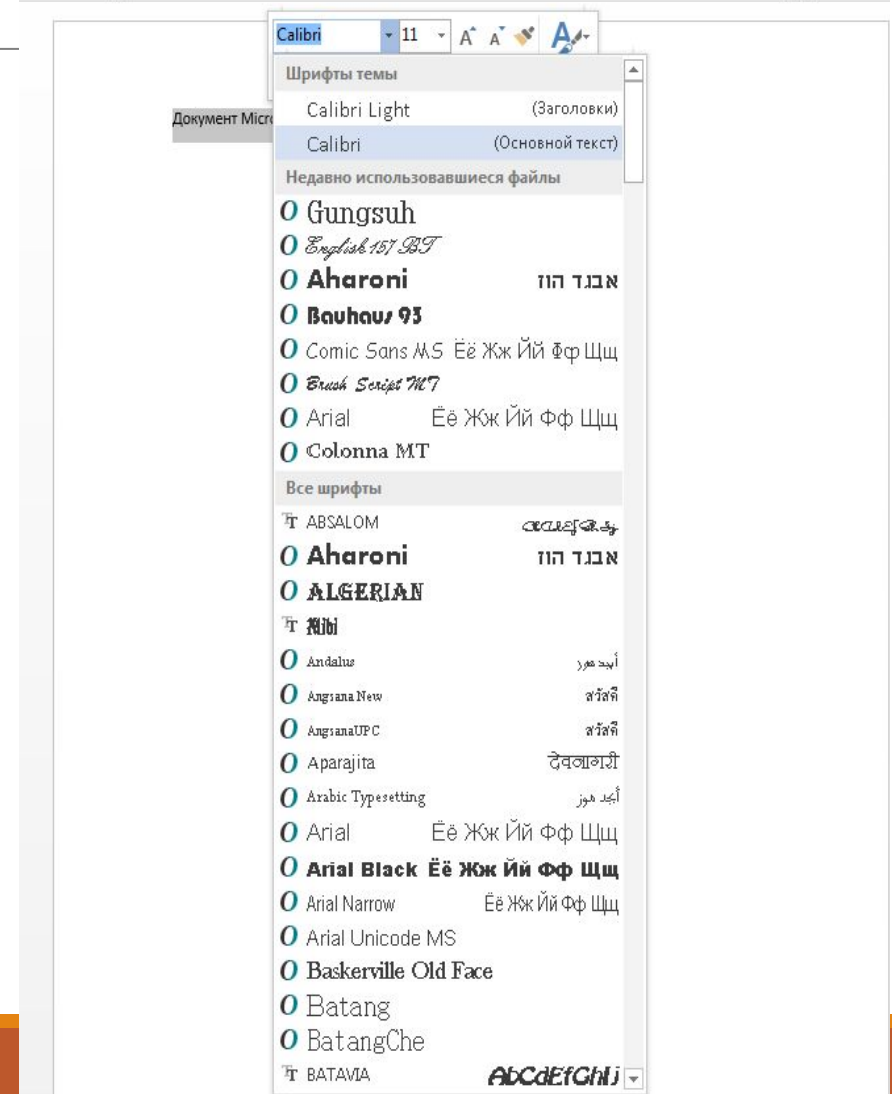 Calibri 11
Шрифты темы
Calibri Light (Заголовки)
Документ Micro
Calibri (Основной текст)
Недавно использовавшиеся файлы
Gungsuh
English 157 BT
Aharoni אבגד הוז
Bauhaus 93
Comic Sans MS Ёё Жж Йй Фф Щщ
Brush Script MT
Arial Ёё Жж Йй Фф Щщ
Colonna MT
Все шрифты
ABSALOM
Aharoni אבגד הוז
ALGERIAN
Alibi
Andalus أبجد هوز
Angsana New สวัสดี
AngsanaUPC สวัสดี
Aparajita देवनागरी
Arabic Typesetting أبجد هوز
Arial Ёё Жж Йй Фф Щщ
Arial Black Ёё Жж Йй Фф Щщ
Arial Narrow Ёё Жж Йй Фф Щщ
Arial Unicode MS
Baskerville Old Face
Batang
BatangChe
BATAVIA AbCdEfGhIj